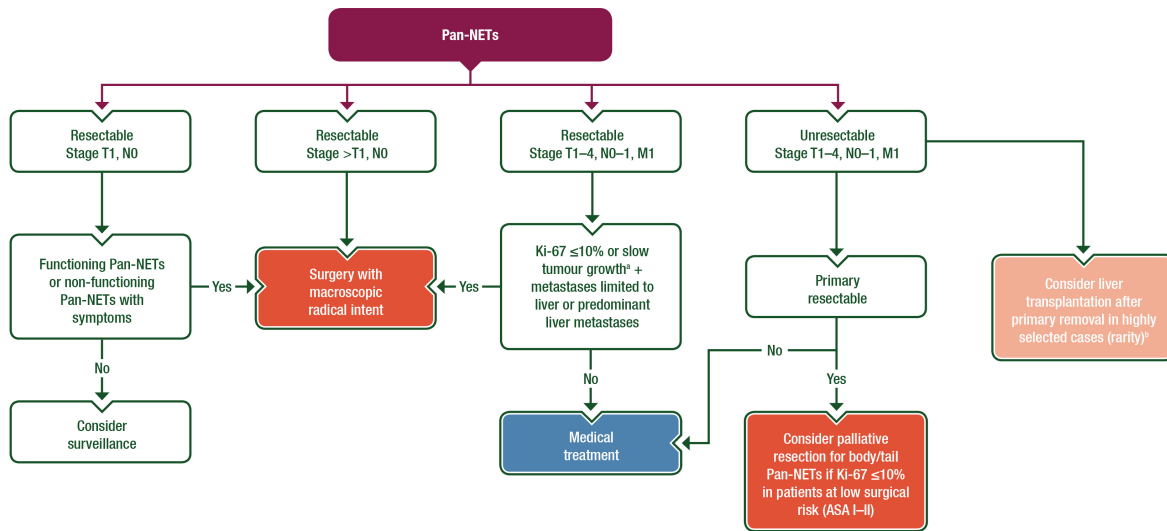 Pan-NETs
Resectable
Stage T1, N0
Resectable
Stage >T1, N0
Resectable
Stage T1–4, N0–1, M1
Unresectable
Stage T1–4, N0–1, M1
Functioning Pan-NETs
or non-functioning
Pan-NETs with
symptoms
Yes
Surgery with
macroscopic
radical intent
Yes
Ki-67 ≤10% or slow
tumour growthᵃ +
metastases limited to
liver or predominant
liver metastases
Primary
resectable
Consider liver
transplantation after
primary removal in highly
selected cases (rarity)ᵇ
No
No
No
Yes
Consider
surveillance
Medical
treatment
Consider palliative
resection for body/tail
Pan-NETs if Ki-67 ≤10%
in patients at low surgical
risk (ASA I–II)